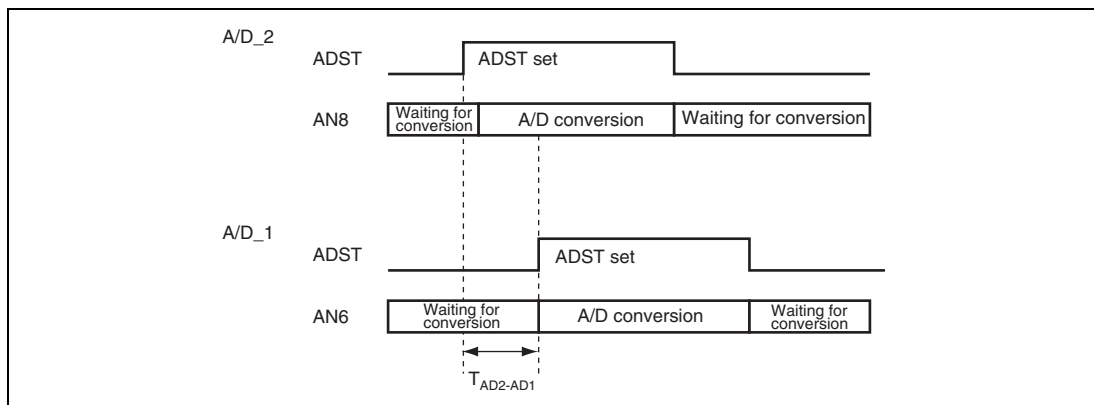 A/D_2
ADST
ADST set
AN8
Waiting for
conversion
A/D conversion
Waiting for conversion
A/D_1
ADST
ADST set
AN6
Waiting for
conversion
A/D conversion
Waiting for
conversion
TAD2-AD1